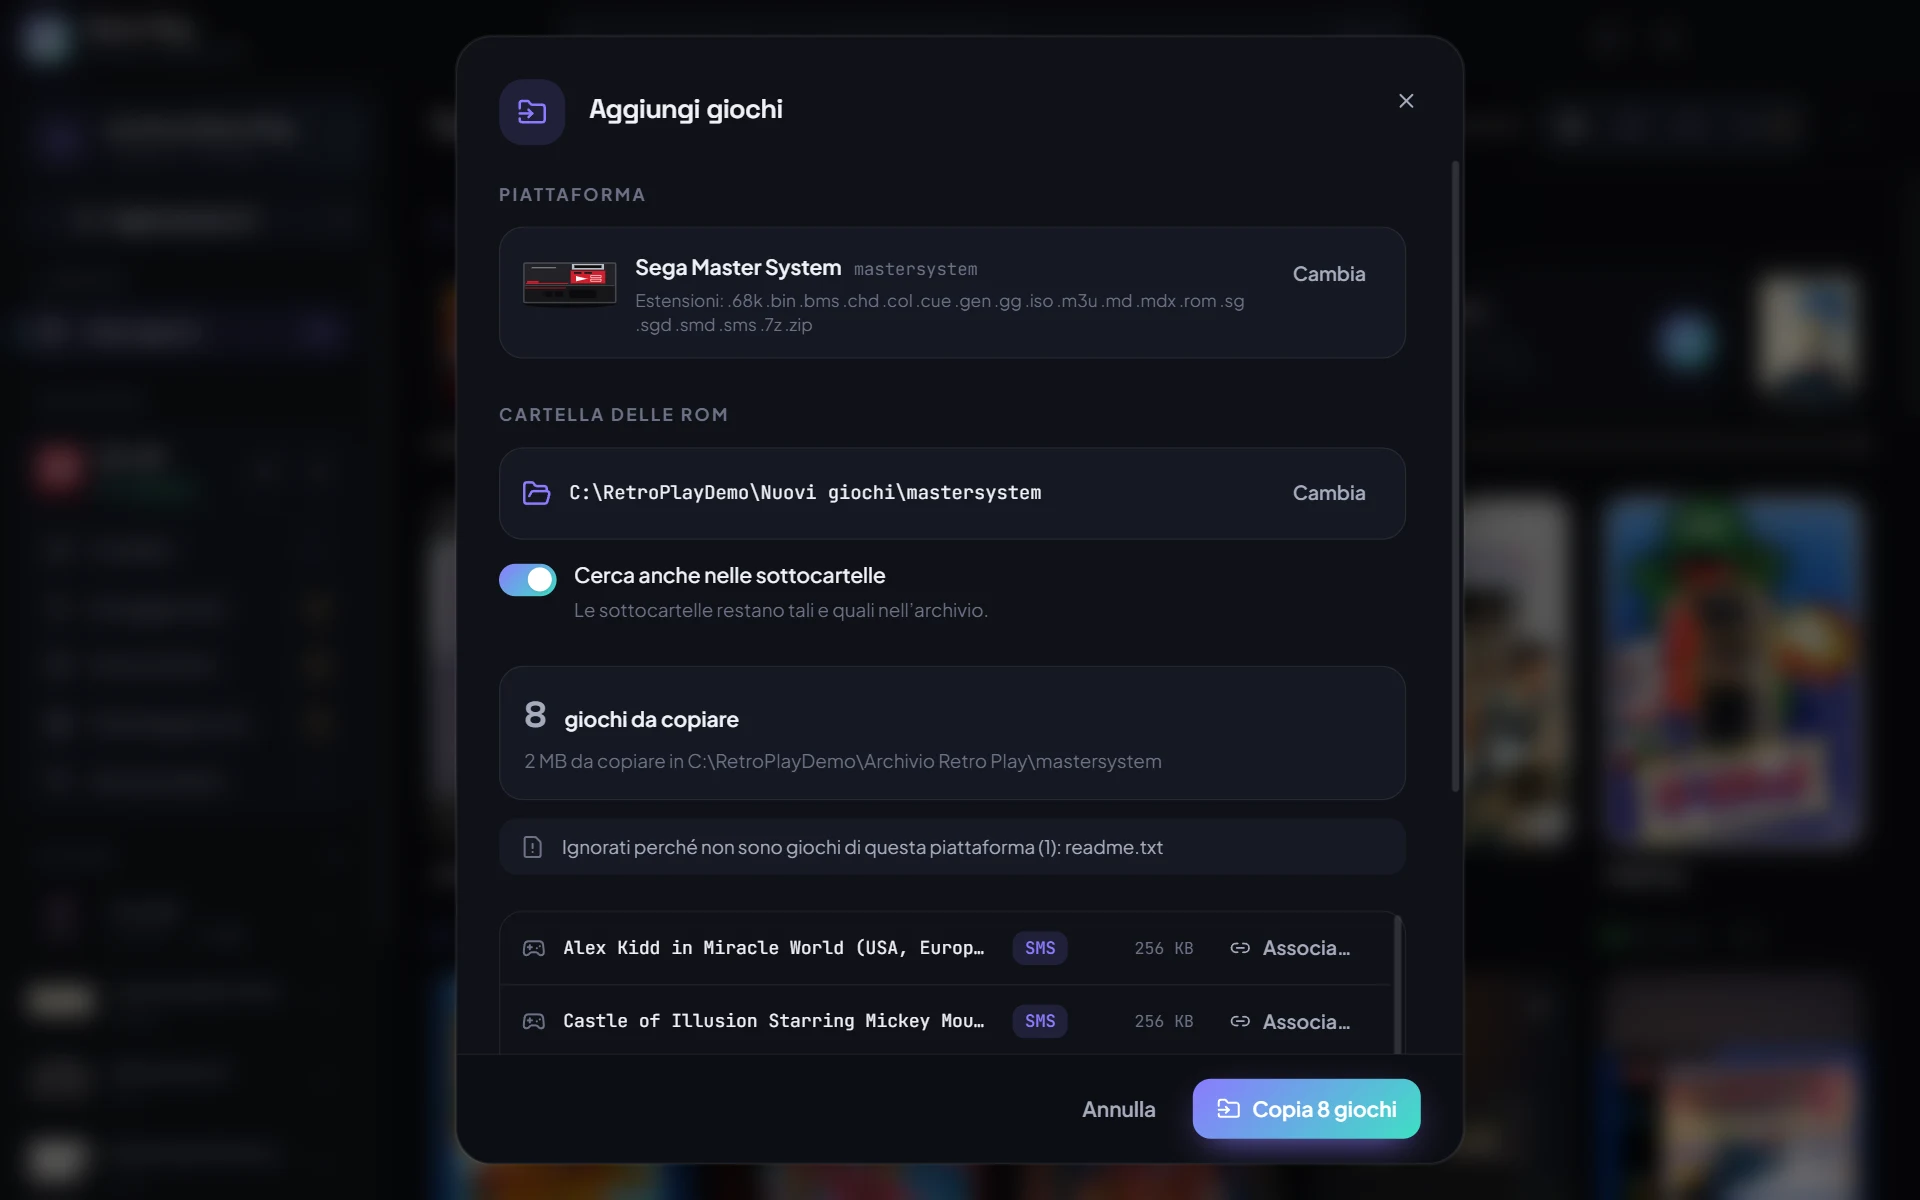 Aggiungi giochi
PIATTAFORMA
Sega Master System mastersystem
Cambia
Estensioni: .68k .bin .bms .chd .col .cue .gen .gg .iso .m3u .md .mdx .rom .sg
.sgd .smd .sms .7z .zip
CARTELLA DELLE ROM
C:\RetroPlayDemo\Nuovi giochi\mastersystem
Cambia
Cerca anche nelle sottocartelle
Le sottocartelle restano tali e quali nell'archivio.
8 giochi da copiare
2 MB da copiare in C:\RetroPlayDemo\Archivio Retro Play\mastersystem
Ignorati perché non sono giochi di questa piattaforma (1): readme.txt
Alex Kidd in Miracle World (USA, Europ… SMS 256 KB Associa…
Castle of Illusion Starring Mickey Mou… SMS 256 KB Associa…
Annulla
Copia 8 giochi